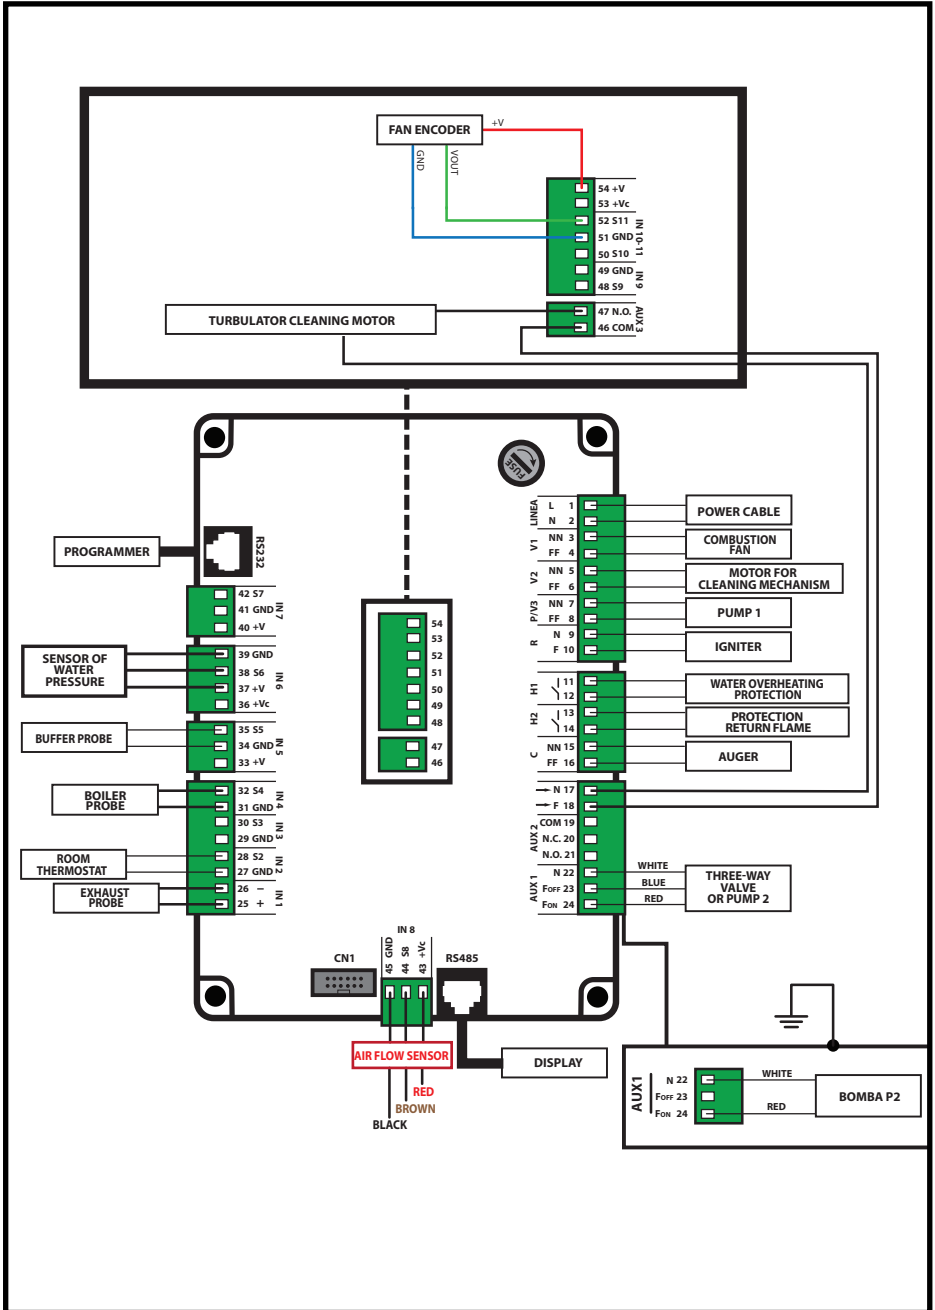 FAN ENCODER
+V
GND
VOUT
54 +V
53 +Vc
52 S11
51 GND
50 S10
49 GND
48 S9
IN 10-11
IN 9
TURBULATOR CLEANING MOTOR
47 N.O.
46 COM
AUX 3
FUSE
PROGRAMMER
RS232
42 S7
41 GND
40 +V
IN 7
SENSOR OF
WATER
PRESSURE
39 GND
38 S6
37 +V
36 +Vc
IN 6
BUFFER PROBE
35 S5
34 GND
33 +V
IN 5
BOILER
PROBE
32 S4
31 GND
IN 4
30 S3
29 GND
IN 3
ROOM
THERMOSTAT
28 S2
27 GND
IN 2
EXHAUST
PROBE
26 −
25 +
IN 1
54
53
52
51
50
49
48
47
46
LINEA
L 1
N 2
POWER CABLE
V1
NN 3
FF 4
COMBUSTION
FAN
V2
NN 5
FF 6
MOTOR FOR
CLEANING MECHANISM
P/V3
NN 7
FF 8
PUMP 1
R
N 9
F 10
IGNITER
H1
11
12
WATER OVERHEATING
PROTECTION
H2
13
14
PROTECTION
RETURN FLAME
C
NN 15
FF 16
AUGER
N 17
F 18
AUX 2
COM 19
N.C. 20
N.O. 21
AUX 1
N 22
FOFF 23
FON 24
WHITE
BLUE
RED
THREE-WAY
VALVE
OR PUMP 2
CN1
IN 8
45 GND
44 S8
43 +Vc
RS485
AIR FLOW SENSOR
RED
BROWN
BLACK
DISPLAY
AUX1
N 22
FOFF 23
FON 24
WHITE
RED
BOMBA P2